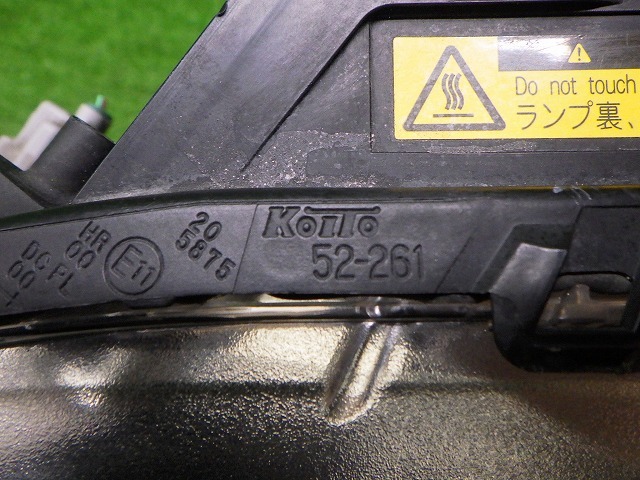 Do not touch
ランプ裏、
HR
00
DC PL
00
E11
20
5875
KoITo
52-261